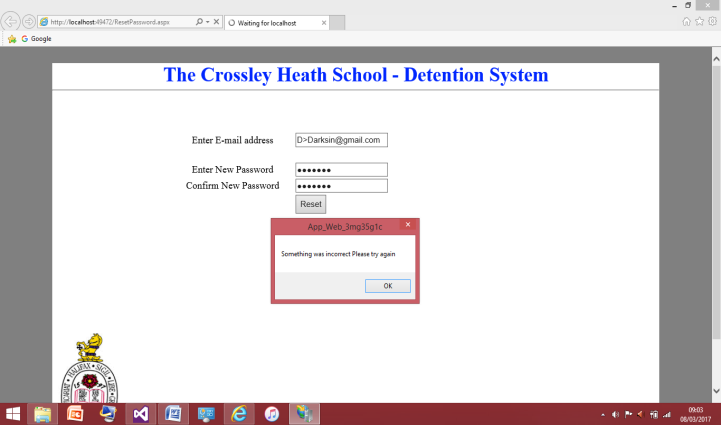 http://localhost:49472/ResetPassword.aspx
Waiting for localhost
Google
The Crossley Heath School - Detention System
Enter E-mail address
D>Darksin@gmail.com
Enter New Password
•••••••
Confirm New Password
•••••••
Reset
App_Web_3mg35g1c
Something was incorrect Please try again
OK
HALIFAX
SIGIL
09:03
08/03/2017